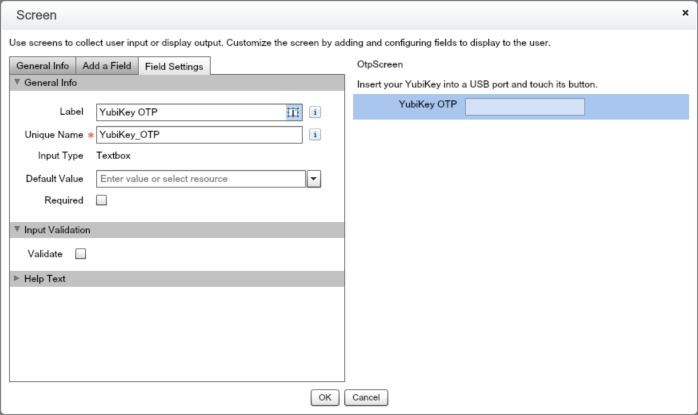 Screen
Use screens to collect user input or display output. Customize the screen by adding and configuring fields to display to the user.
General Info Add a Field Field Settings
General Info
Label YubiKey OTP
Unique Name * YubiKey_OTP
Input Type Textbox
Default Value Enter value or select resource
Required
Input Validation
Validate
Help Text
OtpScreen
Insert your YubiKey into a USB port and touch its button.
YubiKey OTP
OK Cancel